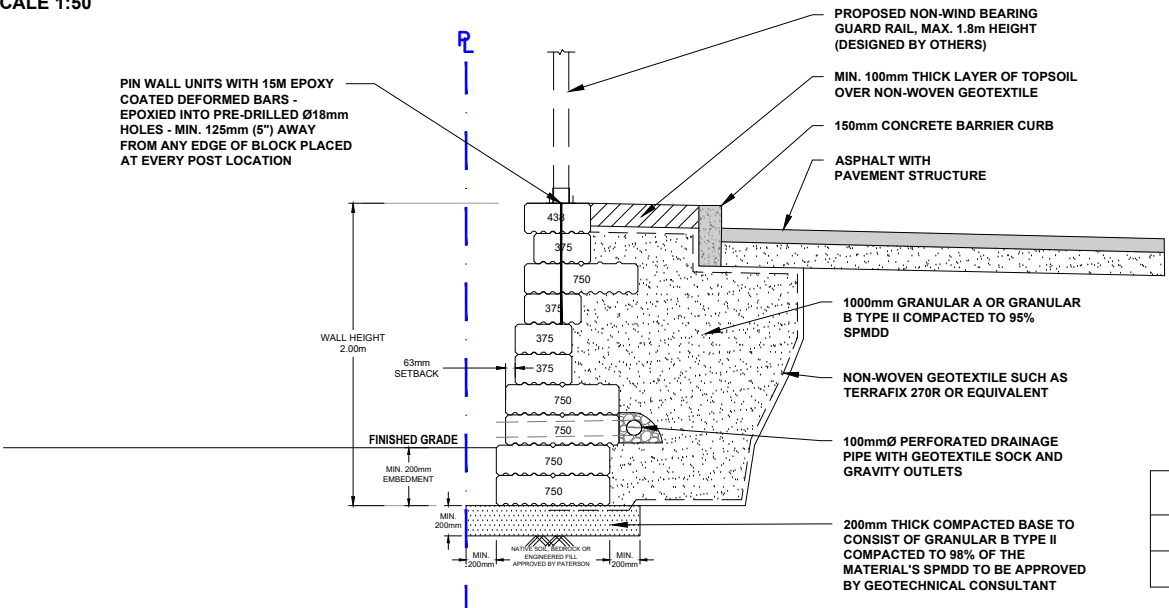 CALE 1:50
PL
PIN WALL UNITS WITH 15M EPOXY
COATED DEFORMED BARS -
EPOXIED INTO PRE-DRILLED Ø18mm
HOLES - MIN. 125mm (5") AWAY
FROM ANY EDGE OF BLOCK PLACED
AT EVERY POST LOCATION
PROPOSED NON-WIND BEARING
GUARD RAIL, MAX. 1.8m HEIGHT
(DESIGNED BY OTHERS)
MIN. 100mm THICK LAYER OF TOPSOIL
OVER NON-WOVEN GEOTEXTILE
150mm CONCRETE BARRIER CURB
ASPHALT WITH
PAVEMENT STRUCTURE
438
375
750
375
375
375
750
750
750
750
WALL HEIGHT
2.00m
63mm
SETBACK
FINISHED GRADE
MIN. 200mm
EMBEDMENT
MIN.
200mm
MIN.
200mm
NATIVE SOIL, BEDROCK OR
ENGINEERED FILL
APPROVED BY PATERSON
MIN.
200mm
1000mm GRANULAR A OR GRANULAR
B TYPE II COMPACTED TO 95%
SPMDD
NON-WOVEN GEOTEXTILE SUCH AS
TERRAFIX 270R OR EQUIVALENT
100mmØ PERFORATED DRAINAGE
PIPE WITH GEOTEXTILE SOCK AND
GRAVITY OUTLETS
200mm THICK COMPACTED BASE TO
CONSIST OF GRANULAR B TYPE II
COMPACTED TO 98% OF THE
MATERIAL'S SPMDD TO BE APPROVED
BY GEOTECHNICAL CONSULTANT